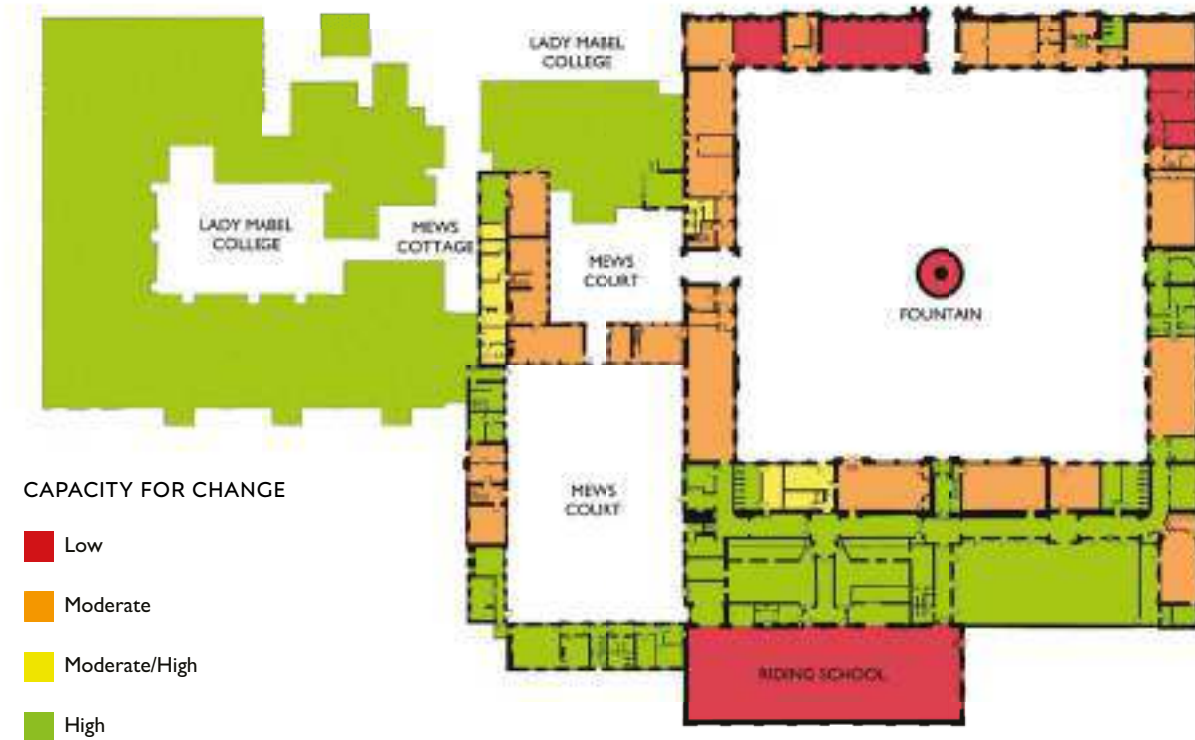 LADY MABEL
COLLEGE
LADY MABEL
COLLEGE
MEWS
COTTAGE
MEWS
COURT
FOUNTAIN
MEWS
COURT
RIDING SCHOOL
CAPACITY FOR CHANGE
Low
Moderate
Moderate/High
High